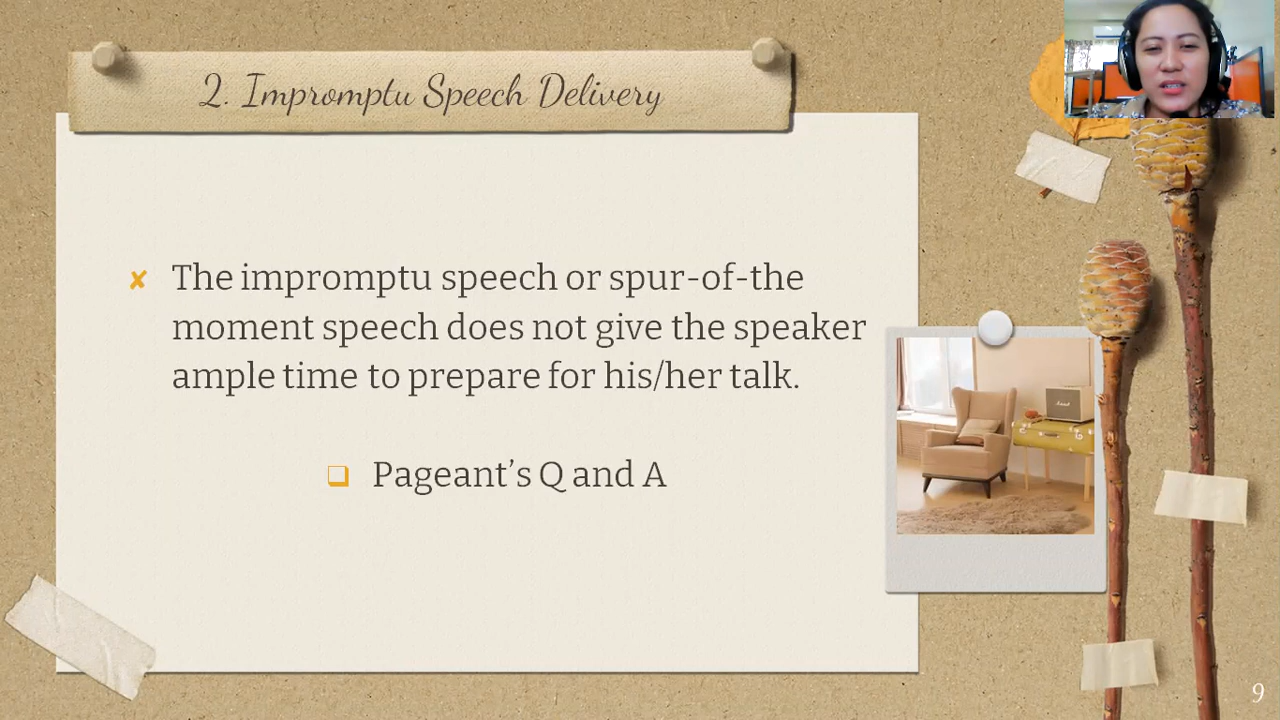 2. Impromptu Speech Delivery
✘ The impromptu speech or spur-of-the
moment speech does not give the speaker
ample time to prepare for his/her talk.
❑ Pageant’s Q and A
9